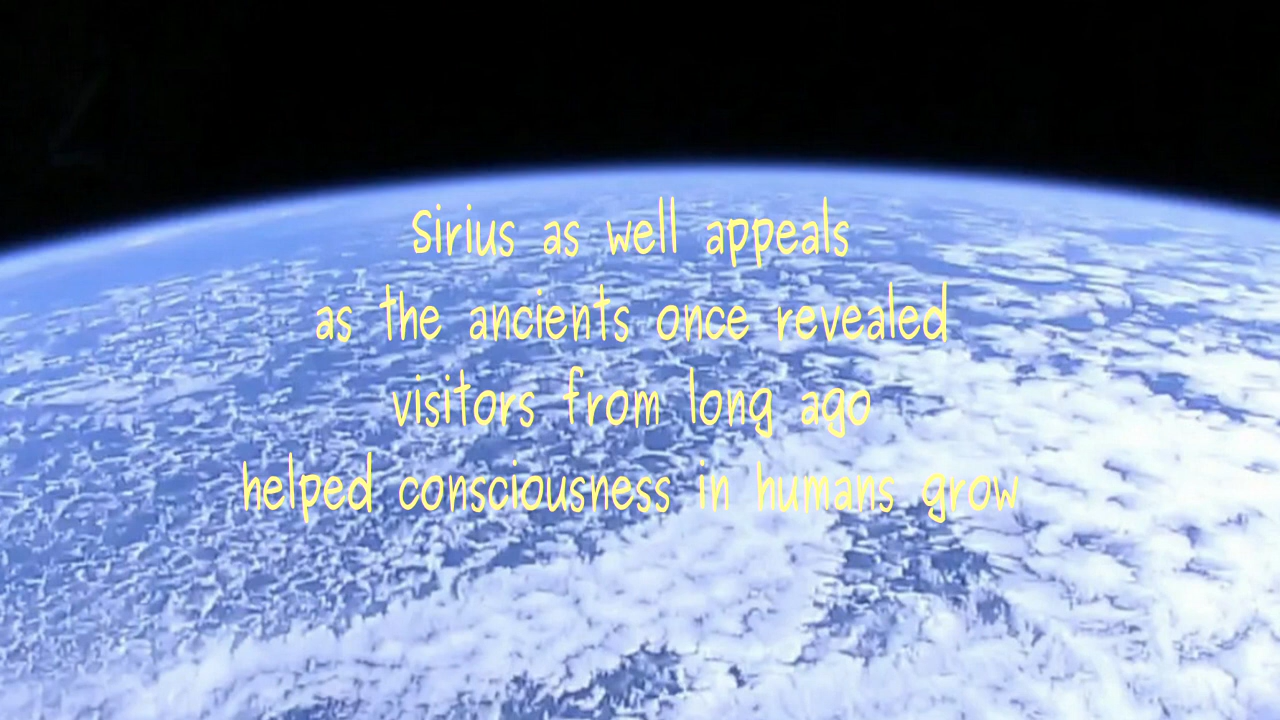 Sirius as well appeals
as the ancients once revealed
visitors from long ago
helped consciousness in humans grow